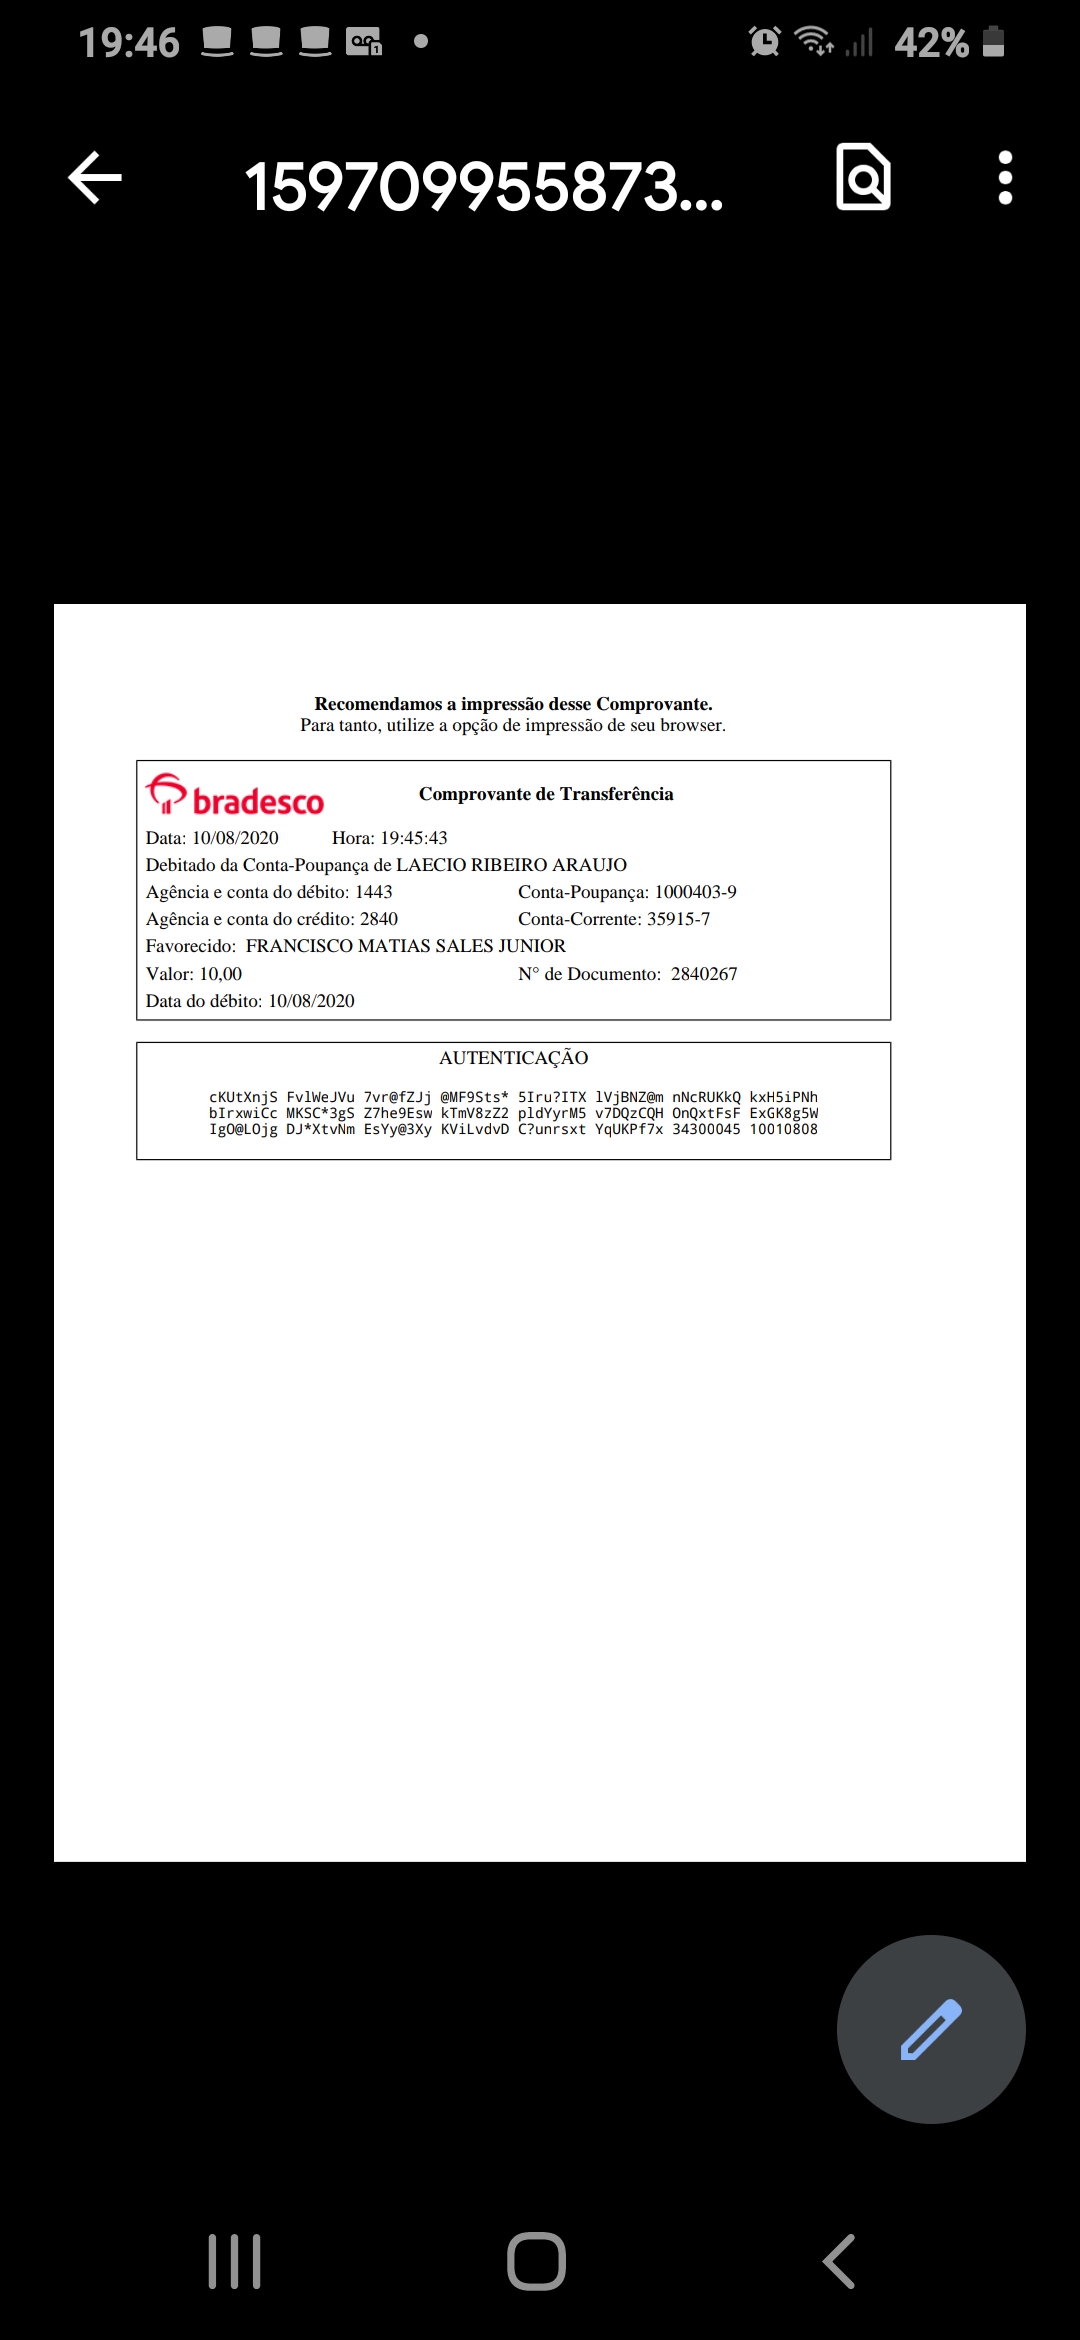 19:46 42%
159709955873...
Recomendamos a impressão desse Comprovante.
Para tanto, utilize a opção de impressão de seu browser.
bradesco Comprovante de Transferência
Data: 10/08/2020 Hora: 19:45:43
Debitado da Conta-Poupança de LAECIO RIBEIRO ARAUJO
Agência e conta do débito: 1443 Conta-Poupança: 1000403-9
Agência e conta do crédito: 2840 Conta-Corrente: 35915-7
Favorecido: FRANCISCO MATIAS SALES JUNIOR
Valor: 10,00 N° de Documento: 2840267
Data do débito: 10/08/2020
AUTENTICAÇÃO
cKUtXnjS FvlWeJVu 7vr@fZJj @MF9Sts* 5Iru?ITX lVjBNZ@m nNcRUKkQ kxH5iPNh
bIrxwiCc MKSC*3gS Z7he9Esw kTmV8zZ2 pldYyrM5 v7DQzCQH OnQxtFsF ExGK8g5W
IgO@LOjg DJ*XtvNm EsYy@3Xy KViLvdvD C?unrsxt YqUKPf7x 34300045 10010808